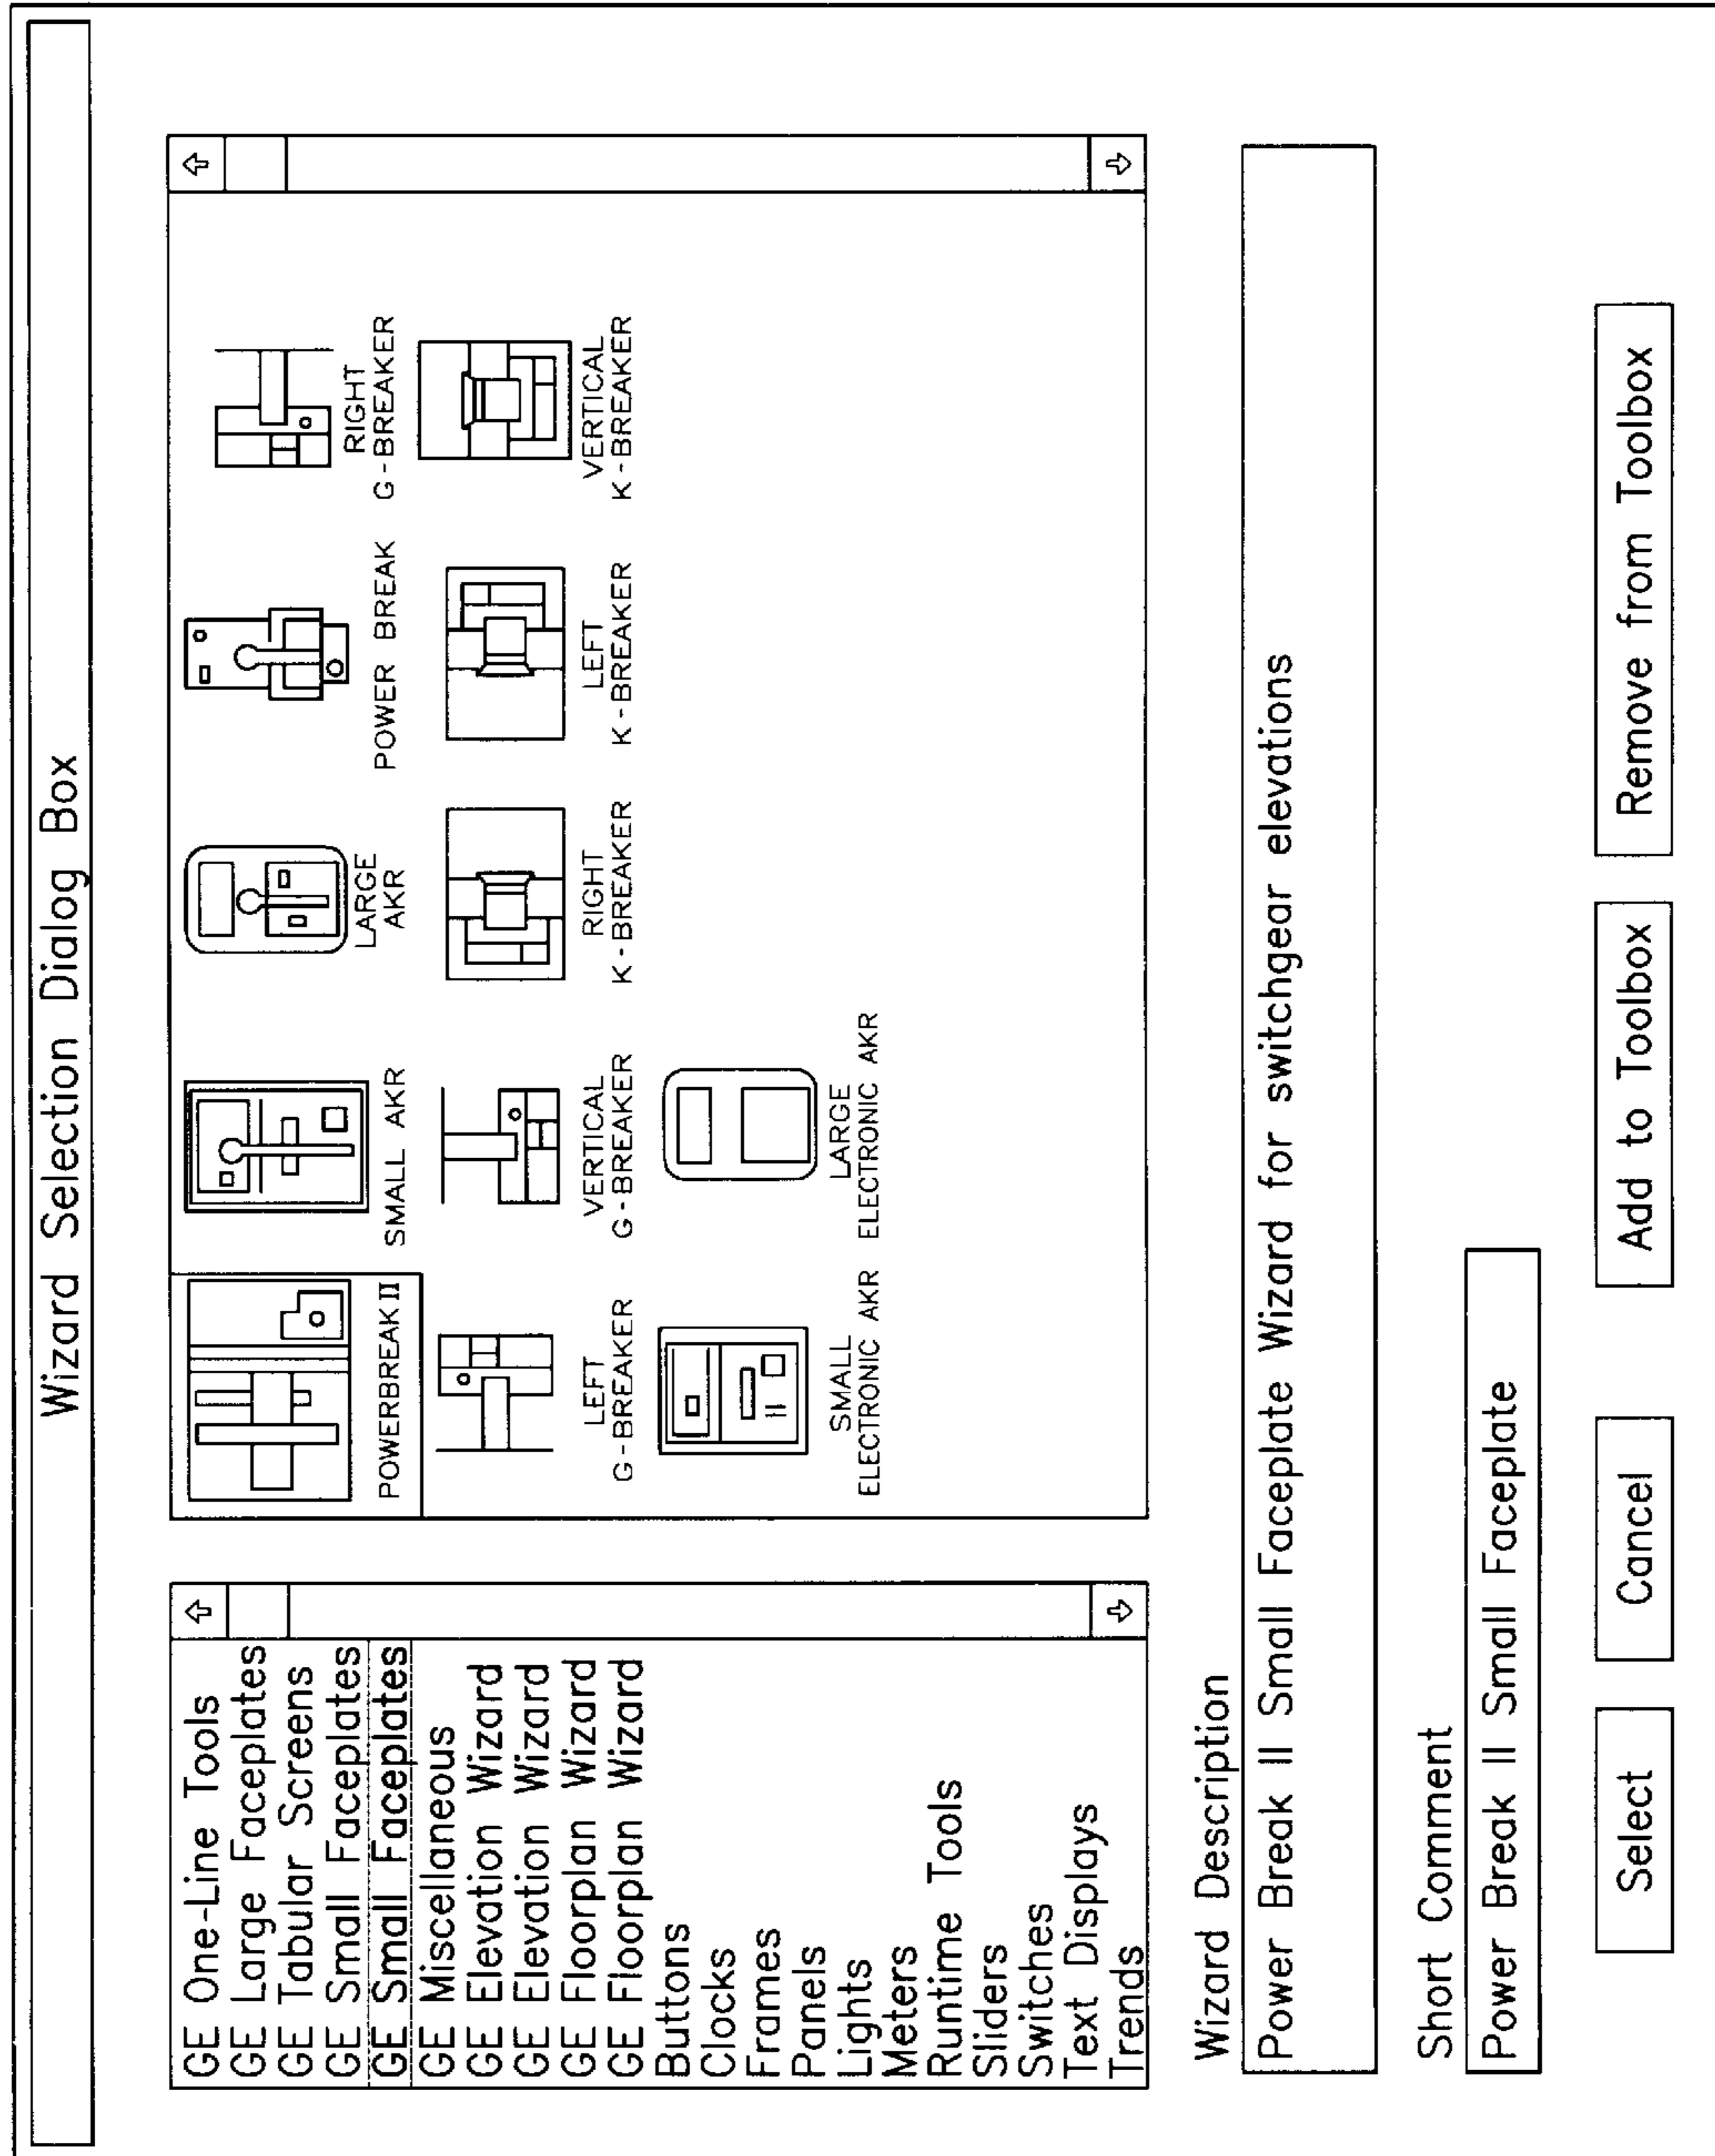 Wizard Selection Dialog Box
GE One-Line Tools
GE Large Faceplates
GE Tabular Screens
GE Small Faceplates
GE Small Faceplates
GE Miscellaneous
GE Elevation Wizard
GE Elevation Wizard
GE Floorplan Wizard
GE Floorplan Wizard
Buttons
Clocks
Frames
Panels
Lights
Meters
Runtime Tools
Sliders
Switches
Text Displays
Trends
POWERBREAK II
SMALL AKR
LARGE
AKR
POWER BREAK
RIGHT
G-BREAKER
LEFT
G-BREAKER
VERTICAL
G-BREAKER
RIGHT
K-BREAKER
LEFT
K-BREAKER
VERTICAL
K-BREAKER
SMALL
ELECTRONIC AKR
LARGE
ELECTRONIC AKR
Wizard Description
Power Break II Small Faceplate Wizard for switchgear elevations
Short Comment
Power Break II Small Faceplate
Select
Cancel
Add to Toolbox
Remove from Toolbox